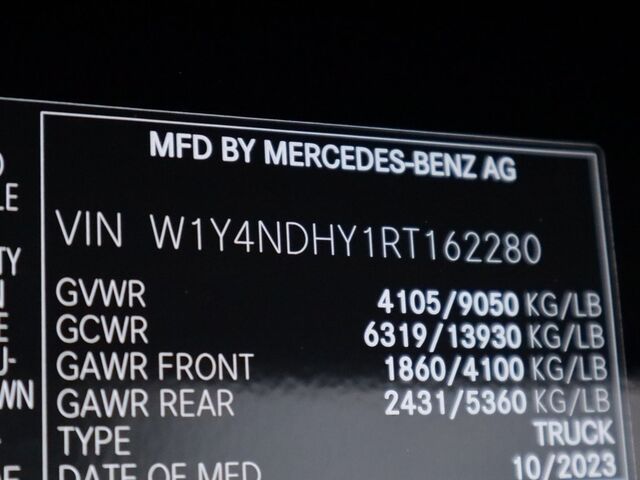 MFD BY MERCEDES-BENZ AG
VIN W1Y4NDHY1RT162280
GVWR 4105/9050 KG/LB
GCWR 6319/13930 KG/LB
GAWR FRONT 1860/4100 KG/LB
GAWR REAR 2431/5360 KG/LB
TYPE TRUCK
DATE OF MFD 10/2023